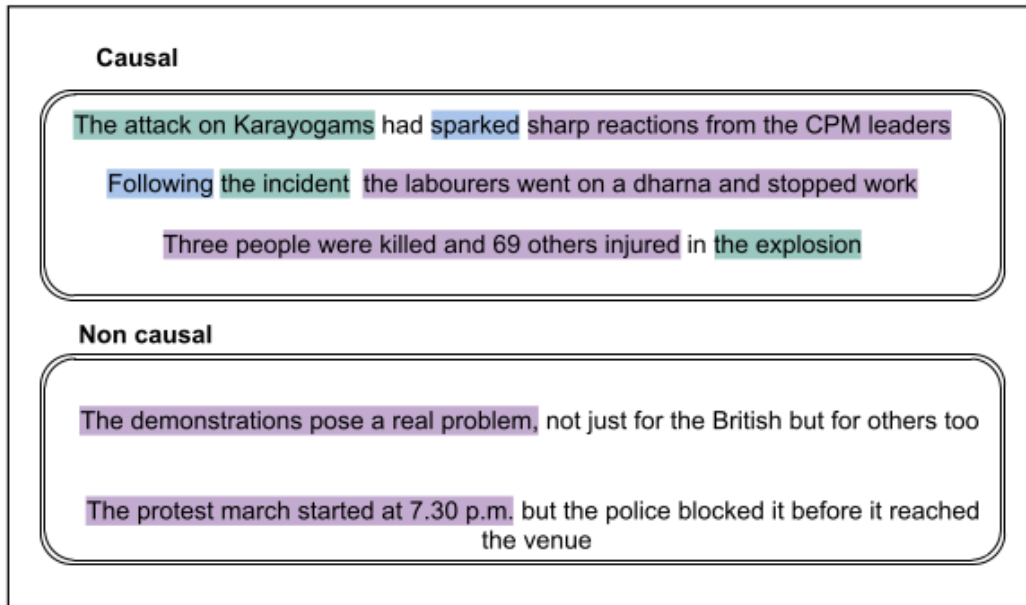 Causal
The attack on Karayogams had sparked sharp reactions from the CPM leaders
Following the incident the labourers went on a dharna and stopped work
Three people were killed and 69 others injured in the explosion
Non causal
The demonstrations pose a real problem, not just for the British but for others too
The protest march started at 7.30 p.m. but the police blocked it before it reached
the venue